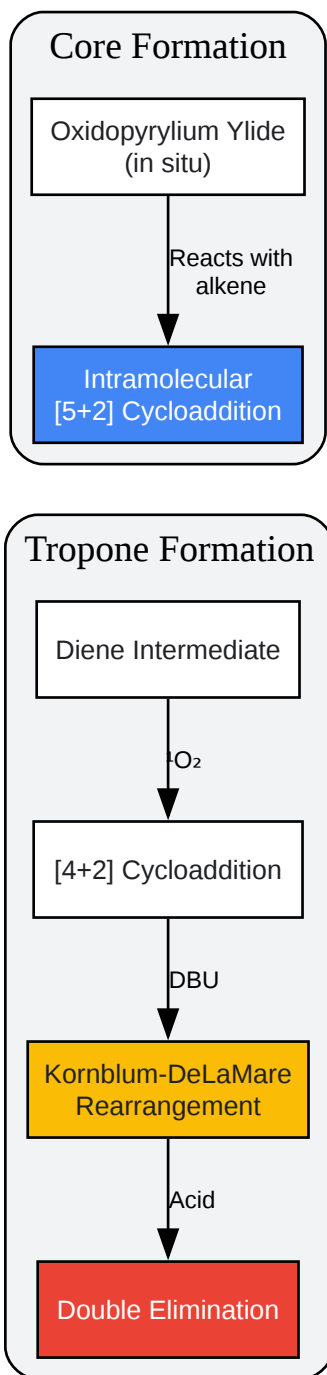 Core Formation
Oxidopyrylium Ylide
(in situ)
Reacts with
alkene
Intramolecular
[5+2] Cycloaddition
Tropone Formation
Diene Intermediate
¹O₂
[4+2] Cycloaddition
DBU
Kornblum-DeLaMare
Rearrangement
Acid
Double Elimination